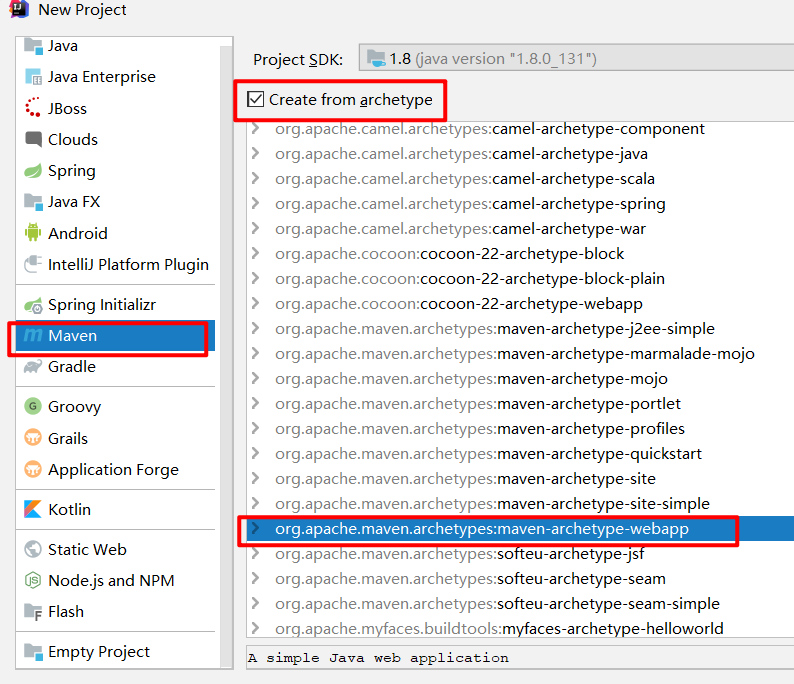 New Project
Java
Java Enterprise
JBoss
Clouds
Spring
Java FX
Android
IntelliJ Platform Plugin
Spring Initializr
Maven
Gradle
Groovy
Grails
Application Forge
Kotlin
Static Web
Node.js and NPM
Flash
Empty Project
Project SDK: 1.8 (java version "1.8.0_131")
Create from archetype
org.apache.camel.archetypes:camel-archetype-component
org.apache.camel.archetypes:camel-archetype-java
org.apache.camel.archetypes:camel-archetype-scala
org.apache.camel.archetypes:camel-archetype-spring
org.apache.camel.archetypes:camel-archetype-war
org.apache.cocoon:cocoon-22-archetype-block
org.apache.cocoon:cocoon-22-archetype-block-plain
org.apache.cocoon:cocoon-22-archetype-webapp
org.apache.maven.archetypes:maven-archetype-j2ee-simple
org.apache.maven.archetypes:maven-archetype-marmalade-mojo
org.apache.maven.archetypes:maven-archetype-mojo
org.apache.maven.archetypes:maven-archetype-portlet
org.apache.maven.archetypes:maven-archetype-profiles
org.apache.maven.archetypes:maven-archetype-quickstart
org.apache.maven.archetypes:maven-archetype-site
org.apache.maven.archetypes:maven-archetype-site-simple
org.apache.maven.archetypes:maven-archetype-webapp
org.apache.maven.archetypes:softeu-archetype-jsf
org.apache.maven.archetypes:softeu-archetype-seam
org.apache.maven.archetypes:softeu-archetype-seam-simple
org.apache.myfaces.buildtools:myfaces-archetype-helloworld
A simple Java web application